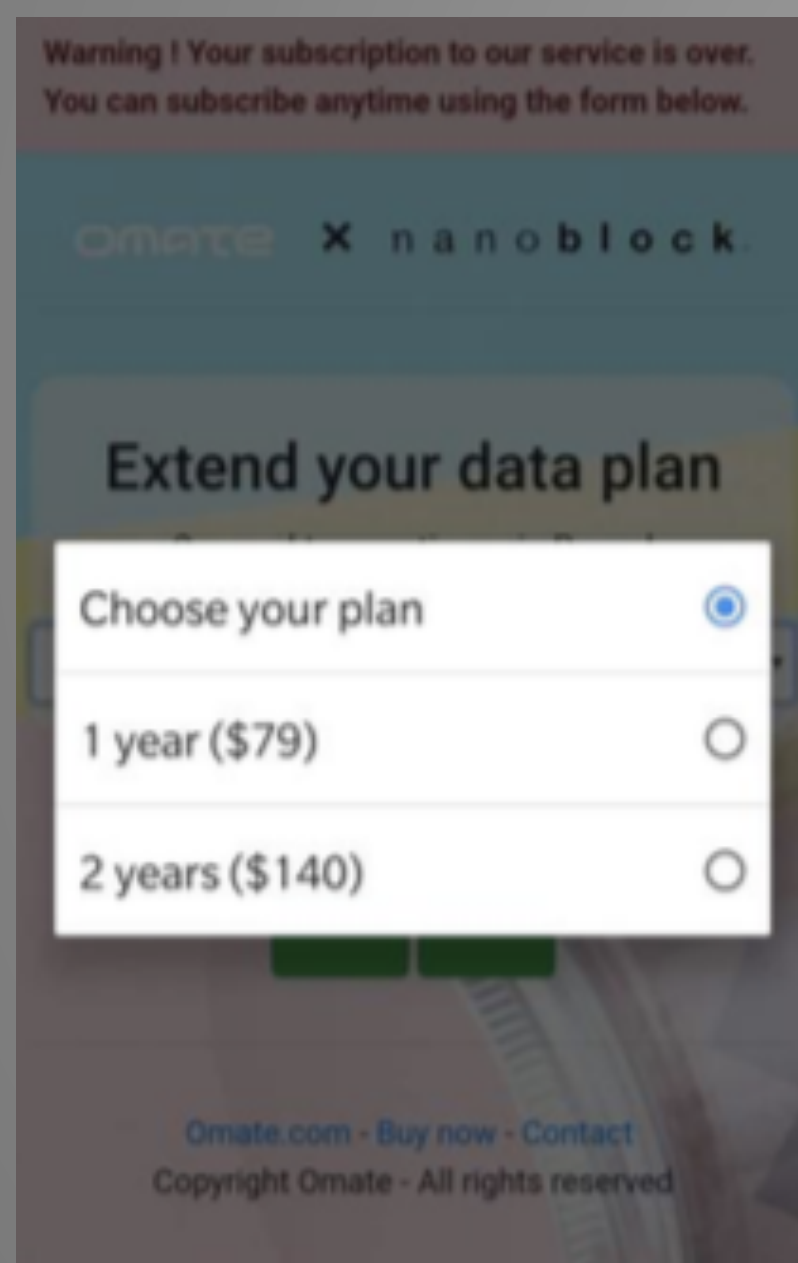 Warning ! Your subscription to our service is over.
You can subscribe anytime using the form below.
omate × nanoblock.
Extend your data plan
Choose your plan
1 year ($79)
2 years ($140)
Omate.com - Buy now - Contact
Copyright Omate - All rights reserved